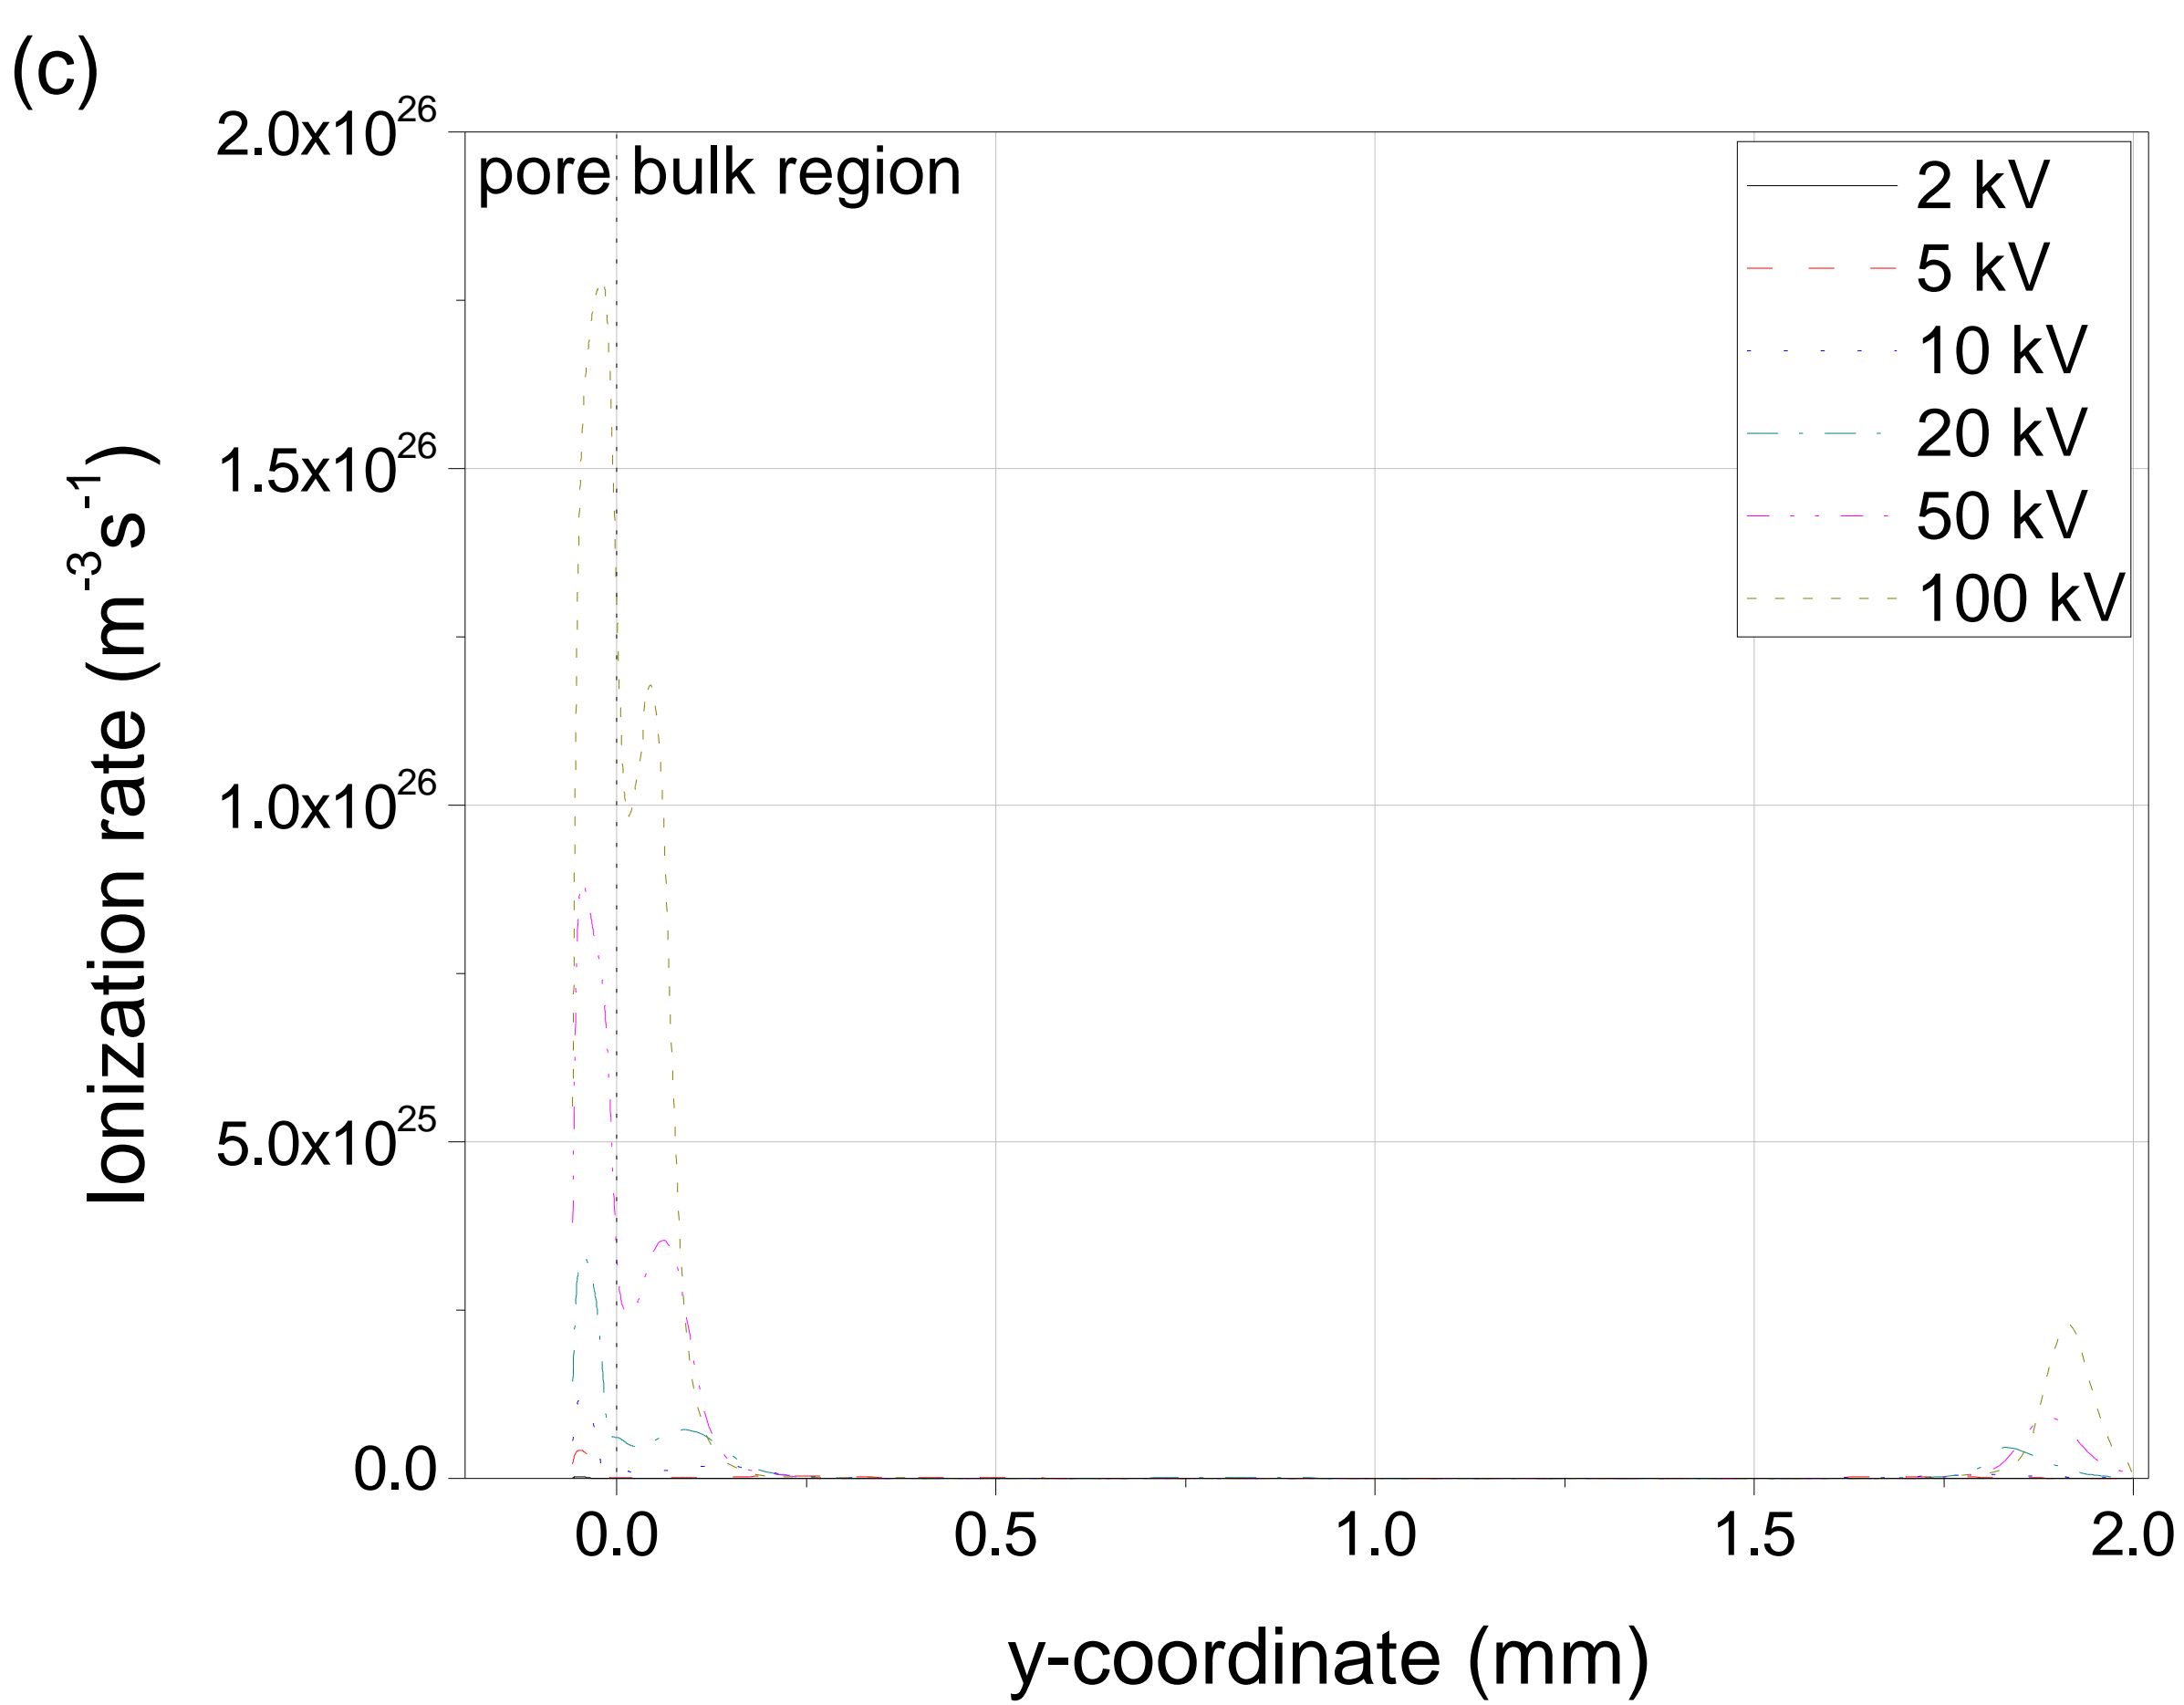 (c)
2.0x10^26
pore bulk region
2 kV
5 kV
10 kV
20 kV
50 kV
100 kV
1.5x10^26
1.0x10^26
5.0x10^25
0.0
Ionization rate (m^-3 s^-1)
0.0 0.5 1.0 1.5 2.0
y-coordinate (mm)